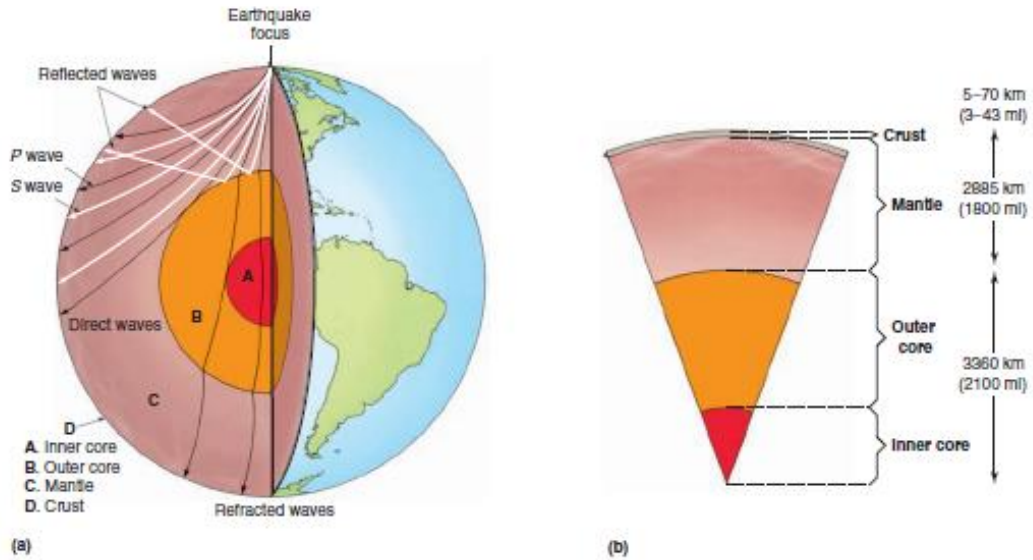 Earthquake
focus
Reflected waves
P wave
S wave
A
B
Direct waves
C
D
A. Inner core
B. Outer core
C. Mantle
D. Crust
Refracted waves
(a)
5–70 km
(3–43 mi)
Crust
2885 km
(1800 mi)
Mantle
Outer
core
3360 km
(2100 mi)
Inner core
(b)